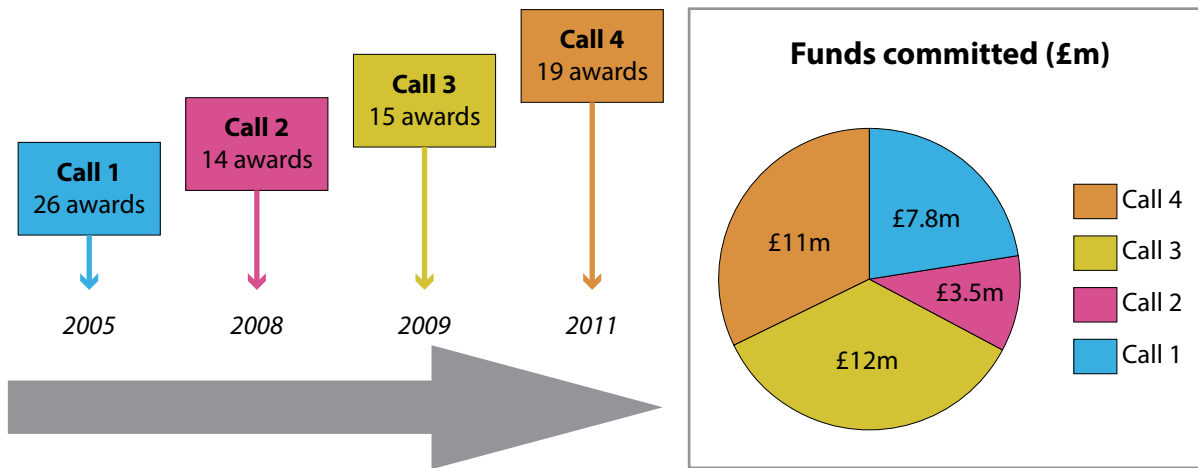 Call 1
26 awards
Call 2
14 awards
Call 3
15 awards
Call 4
19 awards
2005
2008
2009
2011
Funds committed (£m)
£11m
£7.8m
£3.5m
£12m
Call 4
Call 3
Call 2
Call 1